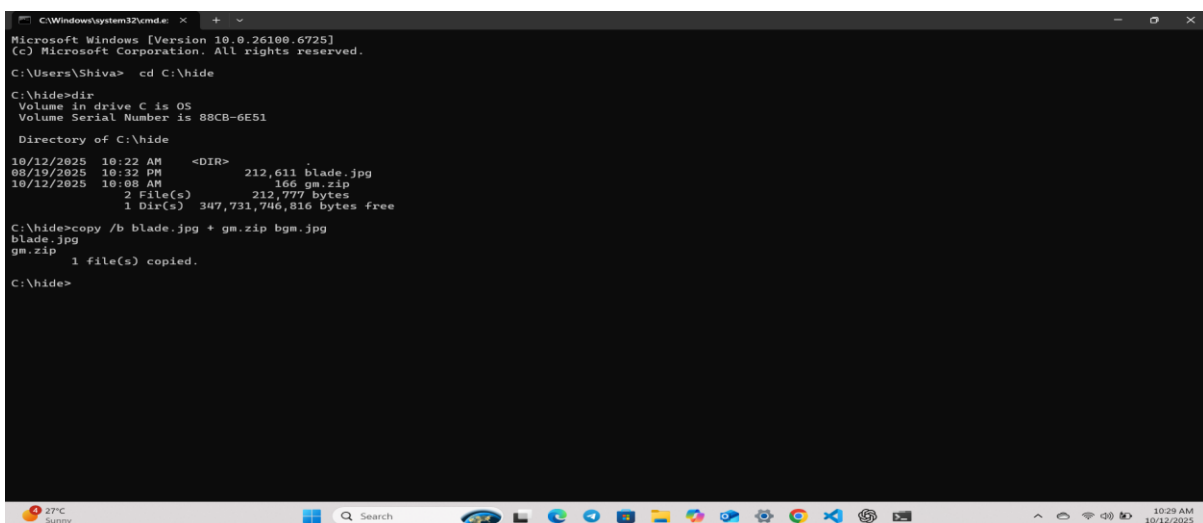 C:\Windows\system32\cmd.e:
Microsoft Windows [Version 10.0.26100.6725]
(c) Microsoft Corporation. All rights reserved.
C:\Users\Shiva>  cd C:\hide
C:\hide>dir
 Volume in drive C is OS
 Volume Serial Number is 88CB-6E51
 Directory of C:\hide
10/12/2025  10:22 AM    <DIR>          .
08/19/2025  10:32 PM           212,611 blade.jpg
10/12/2025  10:08 AM               166 gm.zip
               2 File(s)        212,777 bytes
               1 Dir(s)  347,731,746,816 bytes free
C:\hide>copy /b blade.jpg + gm.zip bgm.jpg
blade.jpg
gm.zip
        1 file(s) copied.
C:\hide>
4
27°C
Sunny
Search
10:29 AM
10/12/2025